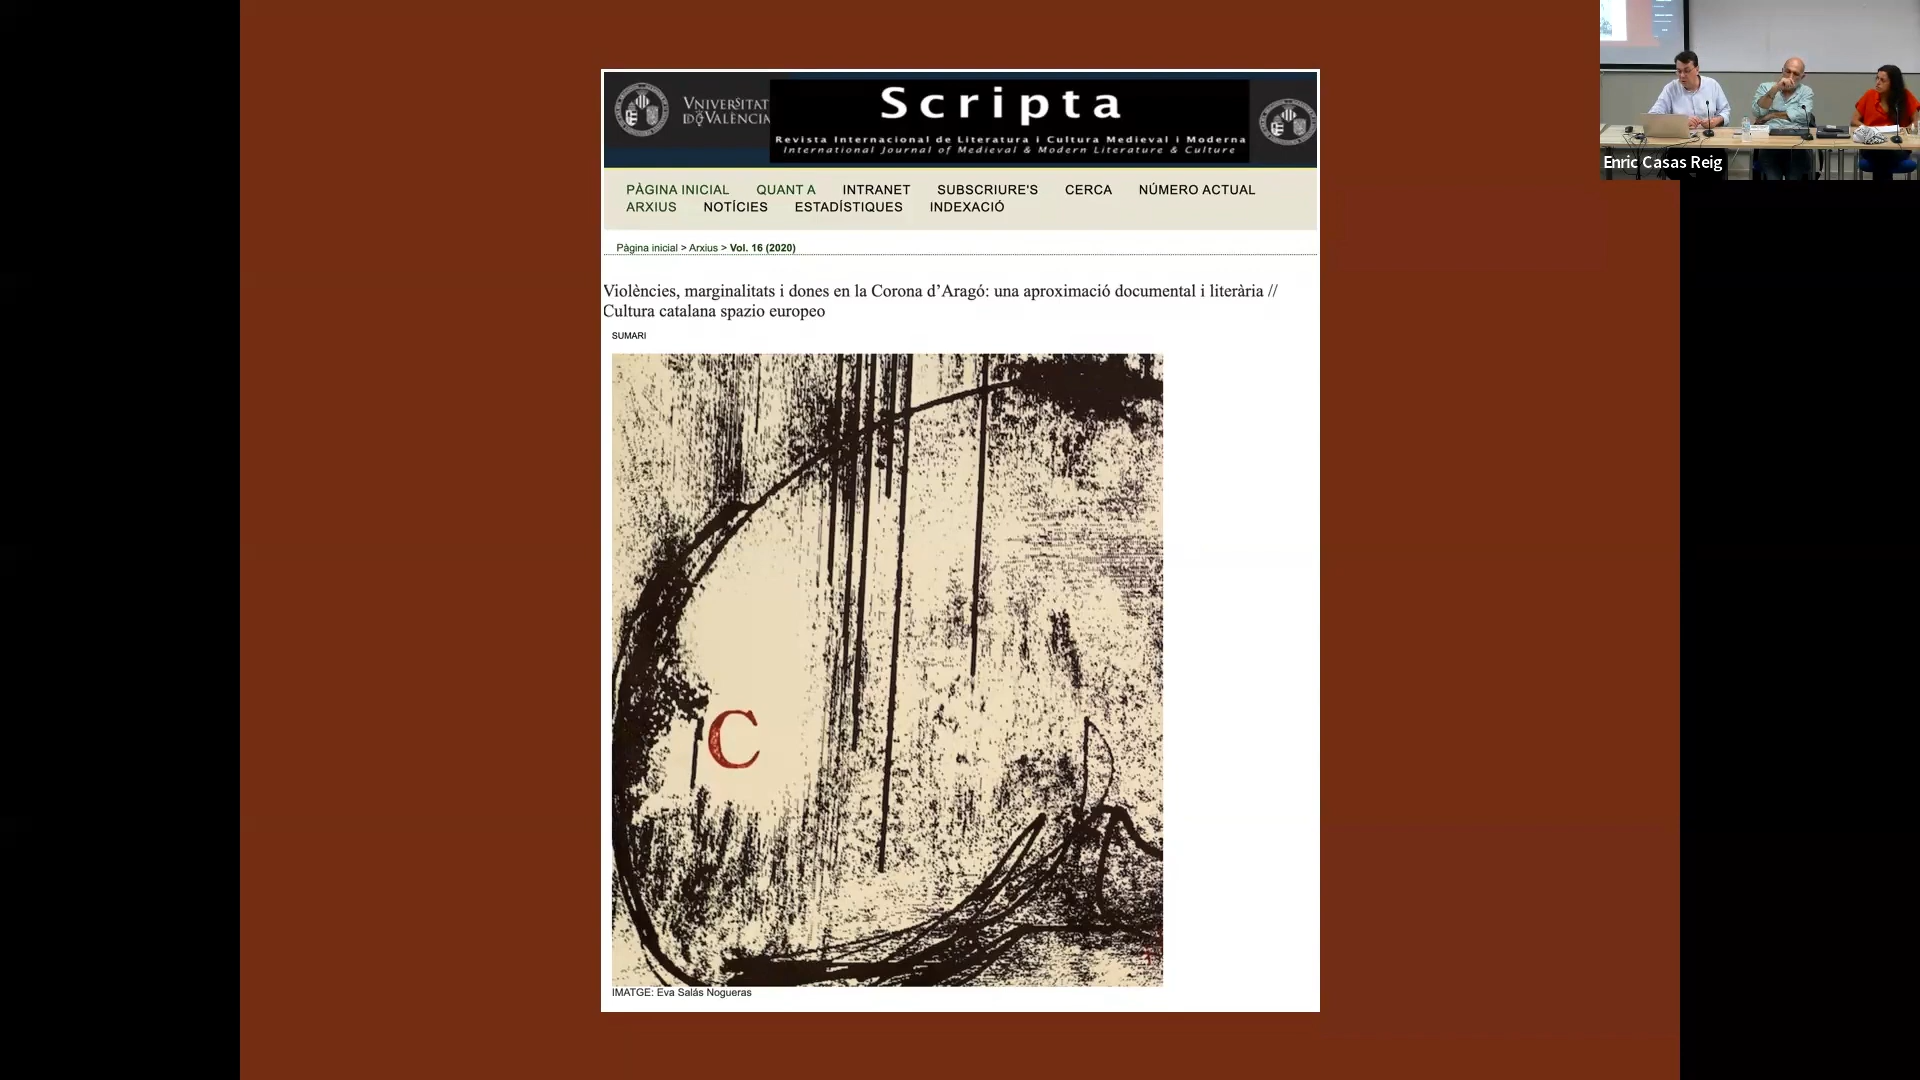 VNIVERSITAT
DE VALÈNCIA
Scripta
Revista Internacional de Literatura i Cultura Medieval i Moderna
International Journal of Medieval & Modern Literature & Culture
PÀGINA INICIAL QUANT A INTRANET SUBSCRIURE'S CERCA NÚMERO ACTUAL
ARXIUS NOTÍCIES ESTADÍSTIQUES INDEXACIÓ
Pàgina inicial > Arxius > Vol. 16 (2020)
Violències, marginalitats i dones en la Corona d’Aragó: una aproximació documental i literària //
Cultura catalana spazio europeo
SUMARI
C
IMATGE: Eva Salás Nogueras
Enric Casas Reig